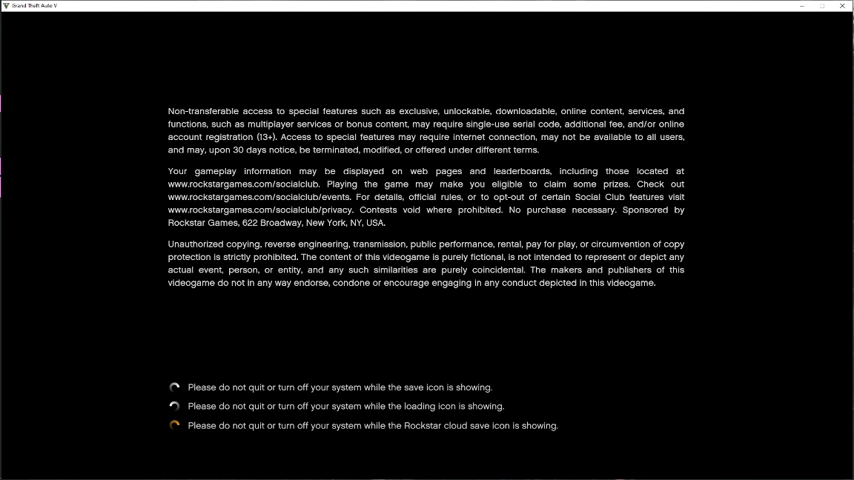 Grand Theft Auto V
Non-transferable access to special features such as exclusive, unlockable, downloadable, online content, services, and
functions, such as multiplayer services or bonus content, may require single-use serial code, additional fee, and/or online
account registration (13+). Access to special features may require internet connection, may not be available to all users,
and may, upon 30 days notice, be terminated, modified, or offered under different terms.
Your gameplay information may be displayed on web pages and leaderboards, including those located at
www.rockstargames.com/socialclub. Playing the game may make you eligible to claim some prizes. Check out
www.rockstargames.com/socialclub/events. For details, official rules, or to opt-out of certain Social Club features visit
www.rockstargames.com/socialclub/privacy. Contests void where prohibited. No purchase necessary. Sponsored by
Rockstar Games, 622 Broadway, New York, NY, USA.
Unauthorized copying, reverse engineering, transmission, public performance, rental, pay for play, or circumvention of copy
protection is strictly prohibited. The content of this videogame is purely fictional, is not intended to represent or depict any
actual event, person, or entity, and any such similarities are purely coincidental. The makers and publishers of this
videogame do not in any way endorse, condone or encourage engaging in any conduct depicted in this videogame.
Please do not quit or turn off your system while the save icon is showing.
Please do not quit or turn off your system while the loading icon is showing.
Please do not quit or turn off your system while the Rockstar cloud save icon is showing.